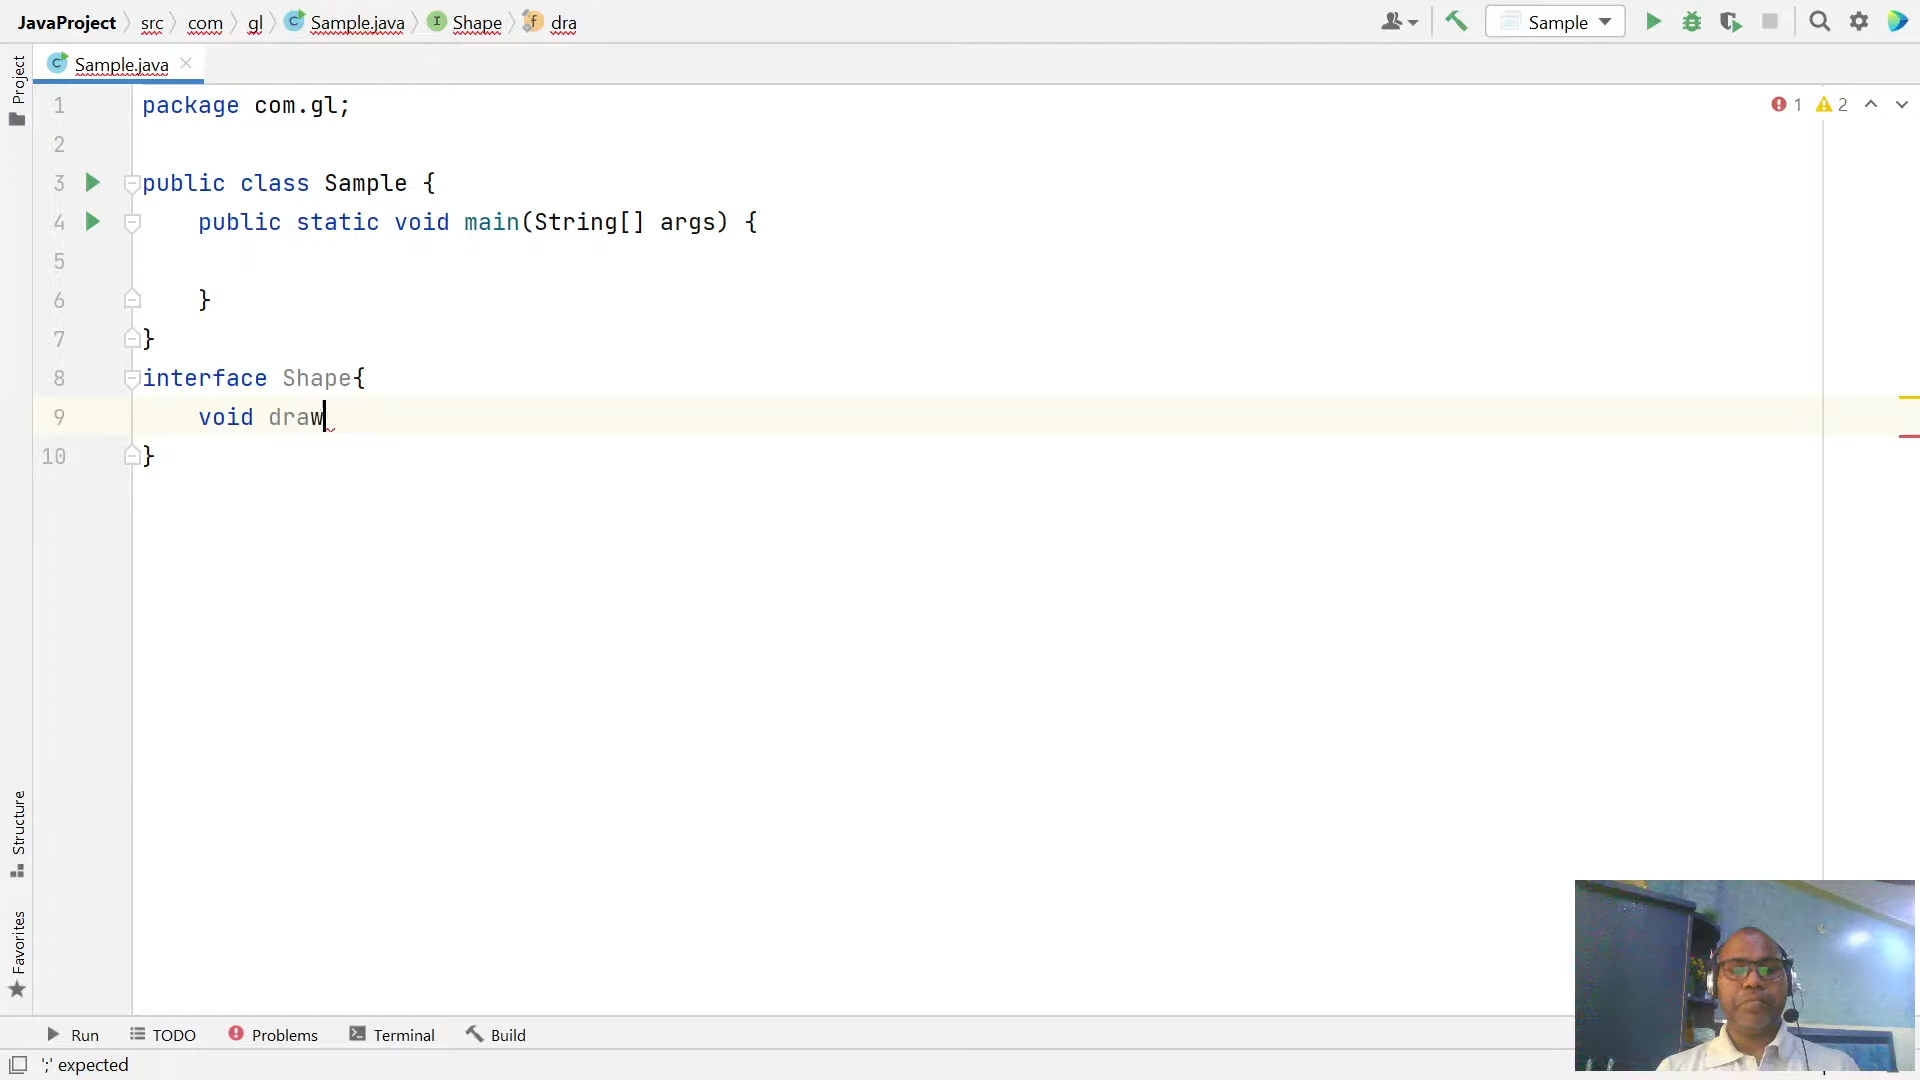 JavaProject src com gl Sample.java Shape dra
Sample
Sample.java
Project
1 package com.gl;
2
3 public class Sample {
4 public static void main(String[] args) {
5
6 }
7 }
8 interface Shape{
9 void draw
10 }
1 2
Structure
Favorites
Run TODO Problems Terminal Build
';' expected